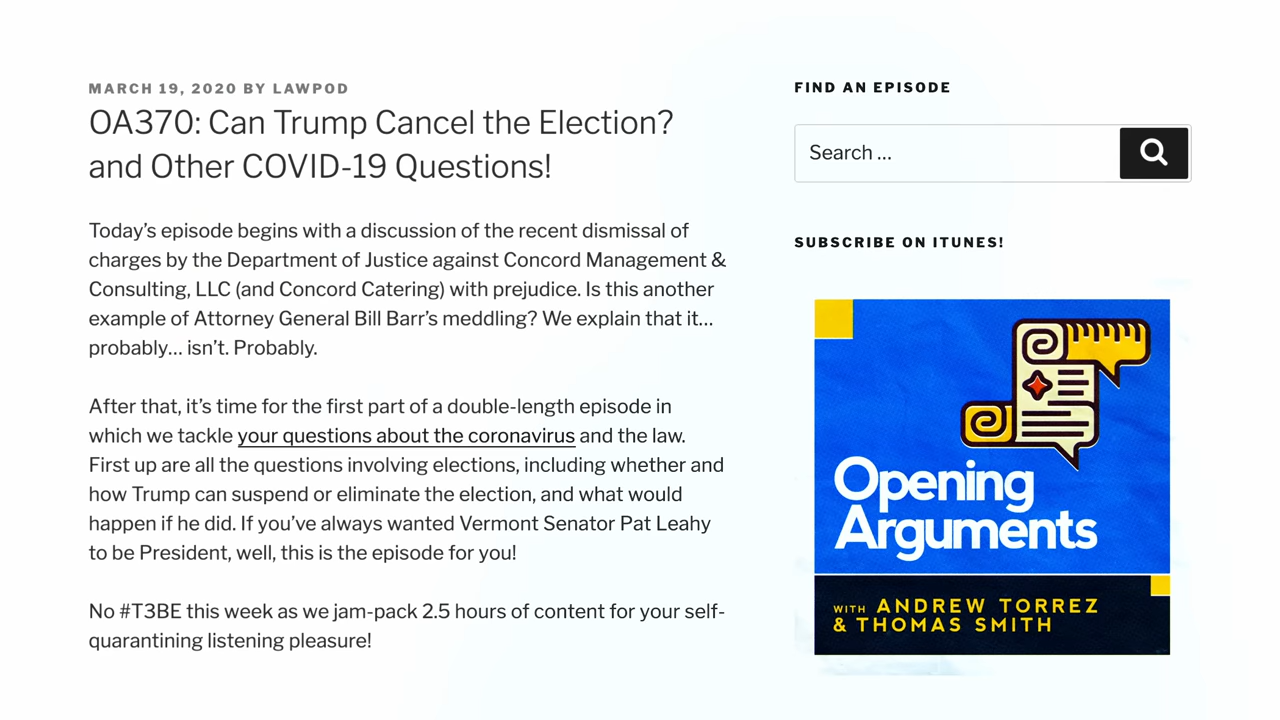 MARCH 19, 2020 BY LAWPOD
OA370: Can Trump Cancel the Election?
and Other COVID-19 Questions!
Today’s episode begins with a discussion of the recent dismissal of
charges by the Department of Justice against Concord Management &
Consulting, LLC (and Concord Catering) with prejudice. Is this another
example of Attorney General Bill Barr’s meddling? We explain that it…
probably… isn’t. Probably.
After that, it’s time for the first part of a double-length episode in
which we tackle your questions about the coronavirus and the law.
First up are all the questions involving elections, including whether and
how Trump can suspend or eliminate the election, and what would
happen if he did. If you’ve always wanted Vermont Senator Pat Leahy
to be President, well, this is the episode for you!
No #T3BE this week as we jam-pack 2.5 hours of content for your self-
quarantining listening pleasure!
FIND AN EPISODE
Search …
SUBSCRIBE ON ITUNES!
Opening
Arguments
WITH ANDREW TORREZ
& THOMAS SMITH